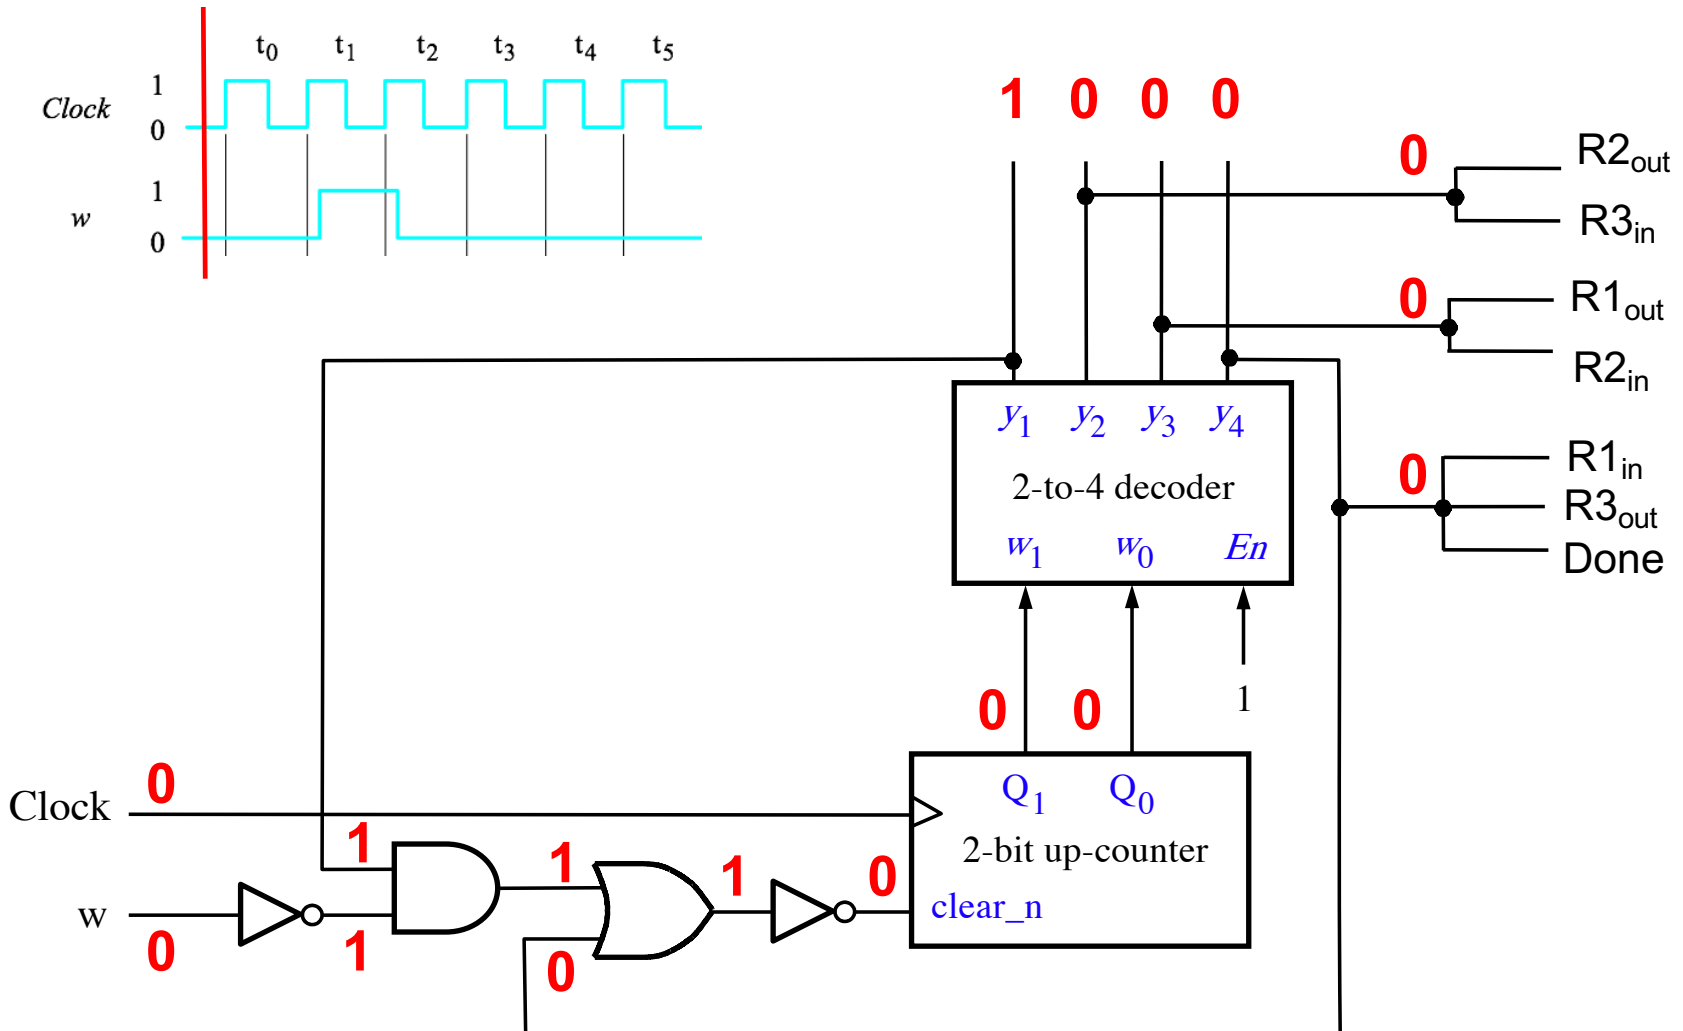 t0 t1 t2 t3 t4 t5
1
Clock
0
1
w
0
1 0 0 0
0 R2out
R3in
0 R1out
R2in
y1 y2 y3 y4
2-to-4 decoder
w1 w0 En
0 R1in
R3out
Done
0 0 1
Clock 0
Q1 Q0
2-bit up-counter
clear_n
1 1 1 0
w 0 1 0